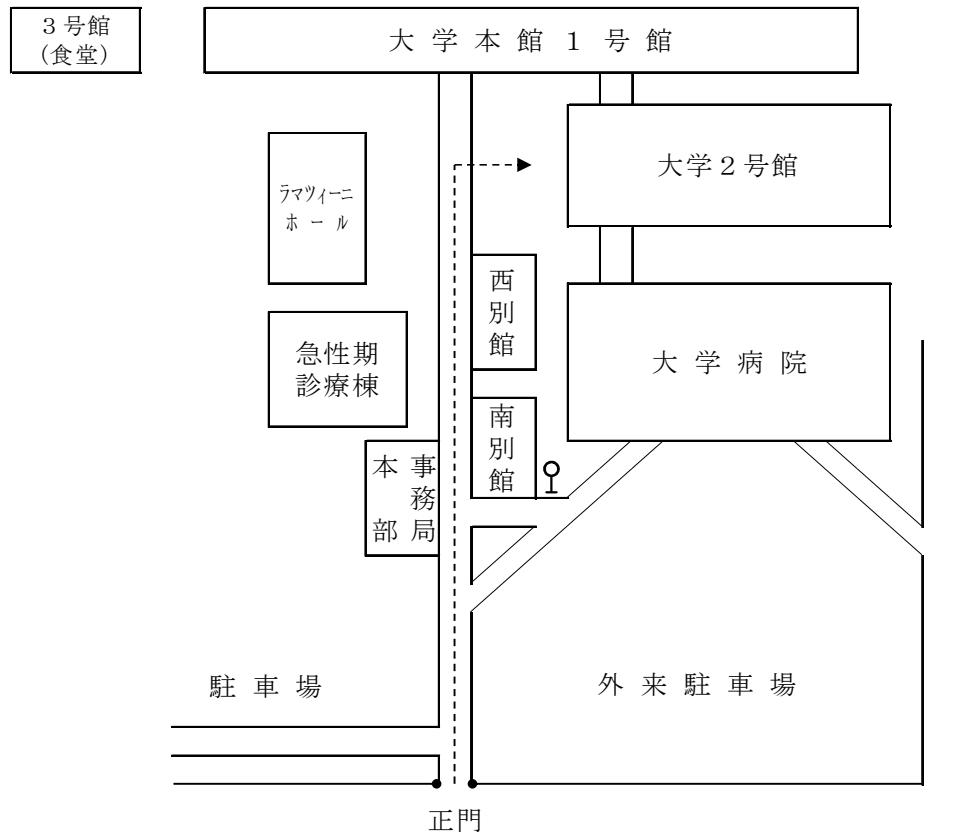 3号館
(食堂)
大学本館1号館
大学2号館
ラマツィーニ
ホール
西別館
急性期
診療棟
大学病院
南別館
事務局
本部
駐車場
外来駐車場
正門